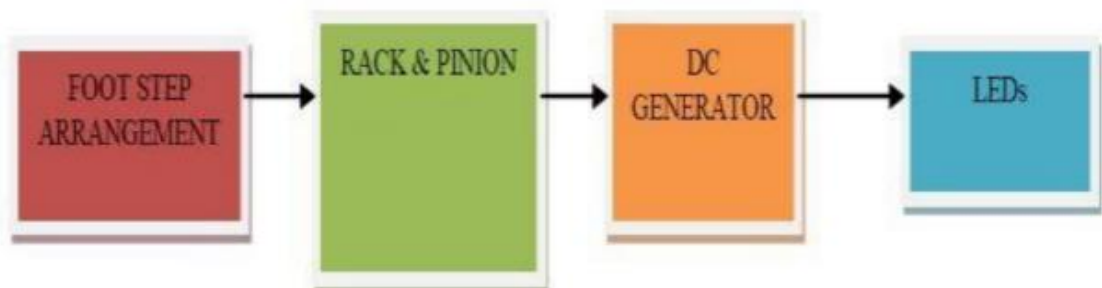 FOOT STEP
ARRANGEMENT
RACK & PINION
DC
GENERATOR
LEDs